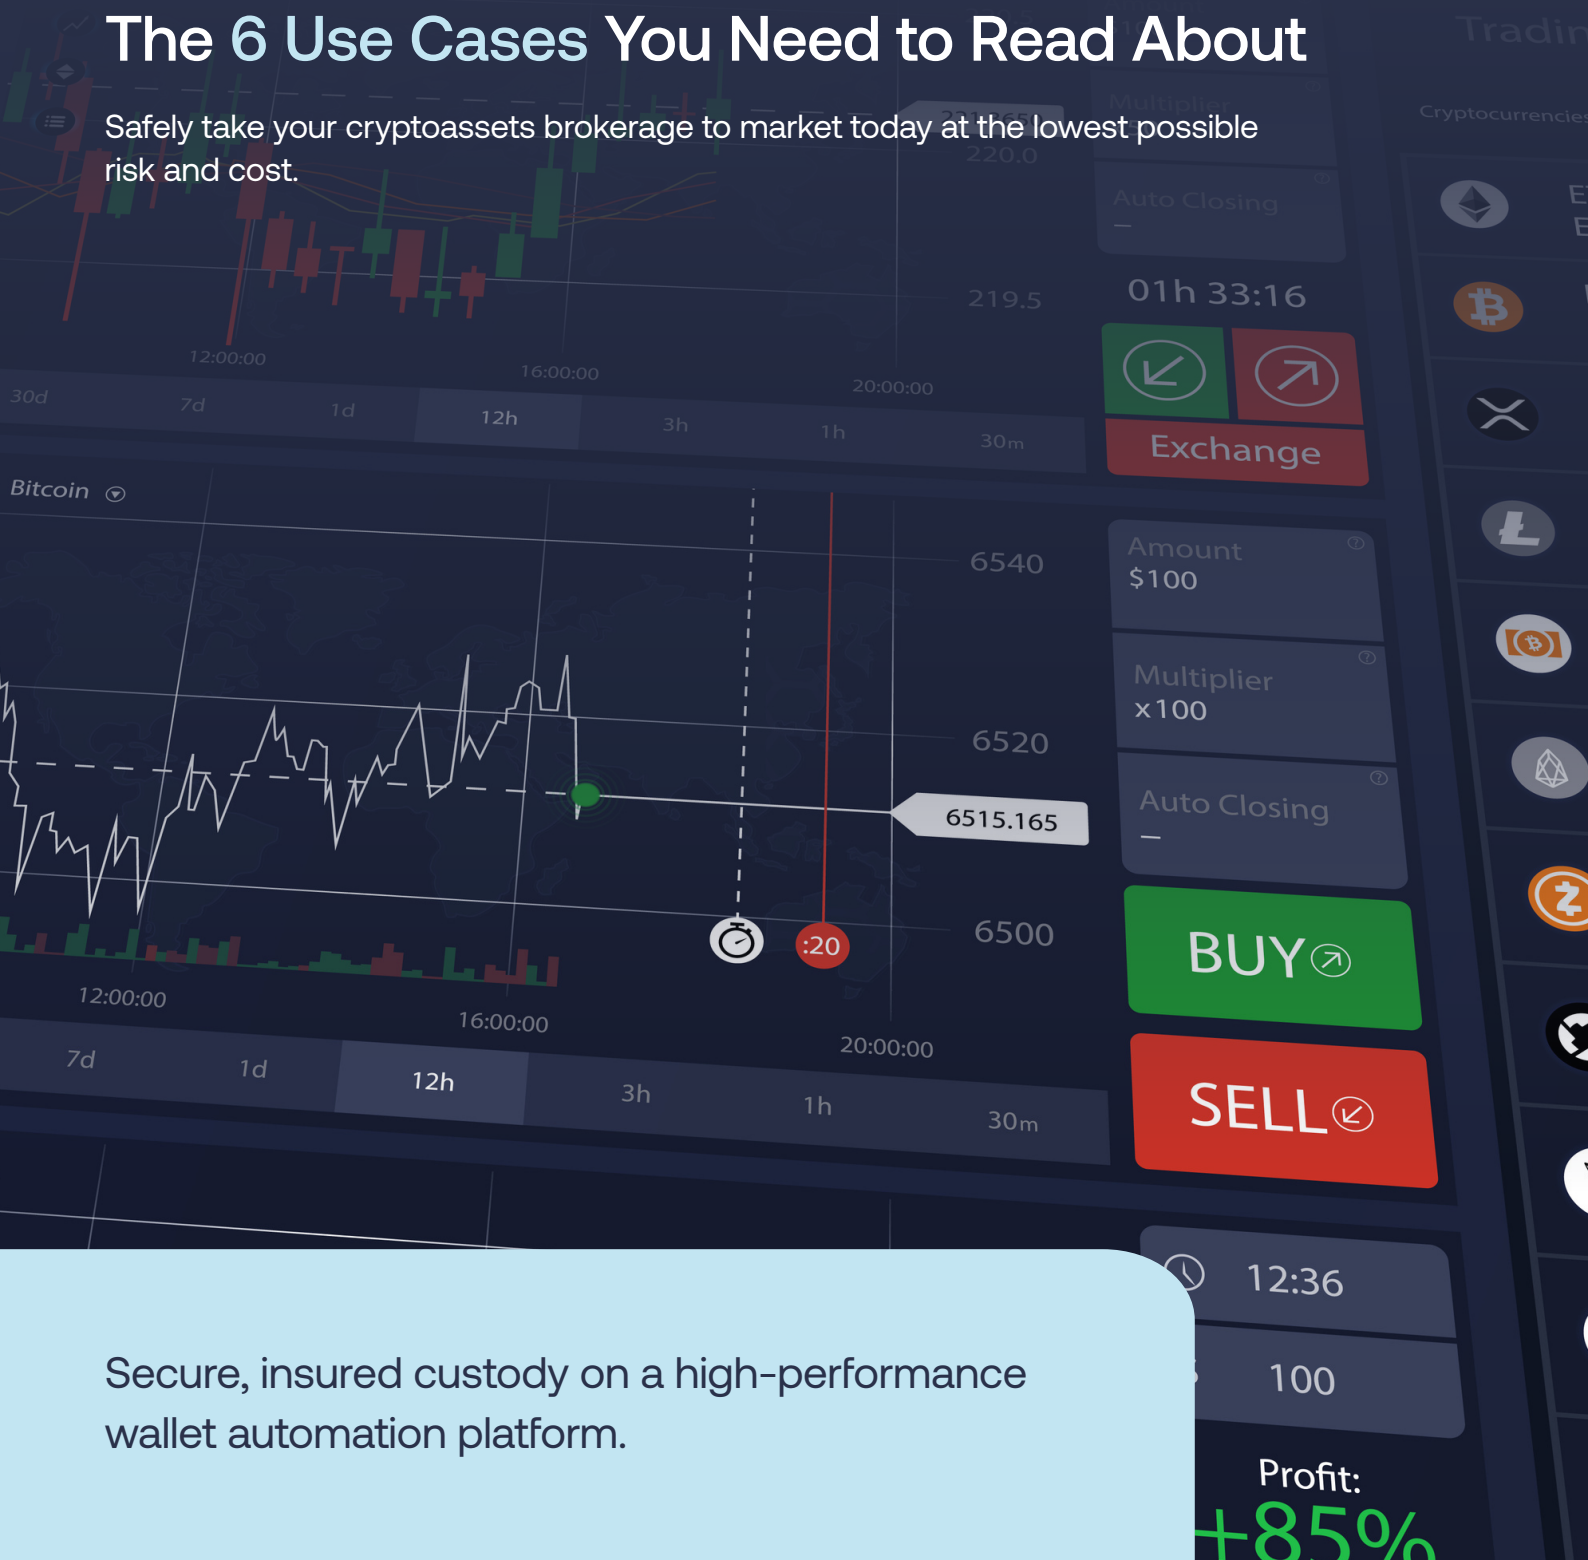 The 6 Use Cases You Need to Read About
Safely take your cryptoassets brokerage to market today at the lowest possible
risk and cost.
Cryptocurrencies
Multiplier
220.0
Auto Closing
–
219.5
01h 33:16
12:00:00
16:00:00
20:00:00
30d
7d
1d
12h
3h
1h
30m
Exchange
Bitcoin
6540
Amount
$100
6520
Multiplier
x100
6515.165
Auto Closing
–
6500
:20
BUY
12:00:00
16:00:00
20:00:00
7d
1d
12h
3h
1h
30m
SELL
12:36
100
Profit:
+85%
Secure, insured custody on a high-performance
wallet automation platform.